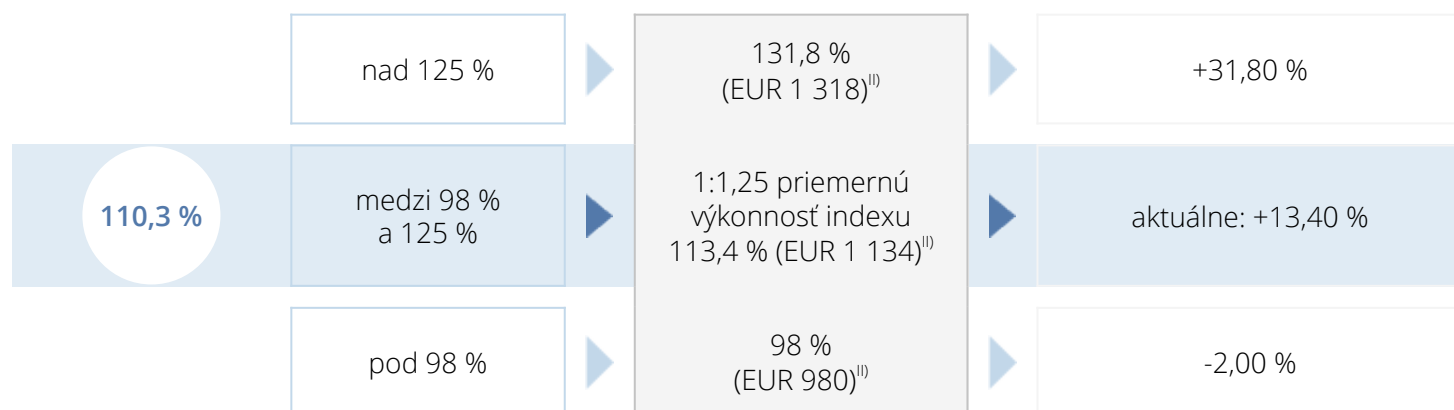 nad 125 %
131,8 %
(EUR 1 318)II)
+31,80 %
110,3 %
medzi 98 %
a 125 %
1:1,25 priemernú
výkonnosť indexu
113,4 % (EUR 1 134)II)
aktuálne: +13,40 %
pod 98 %
98 %
(EUR 980)II)
-2,00 %